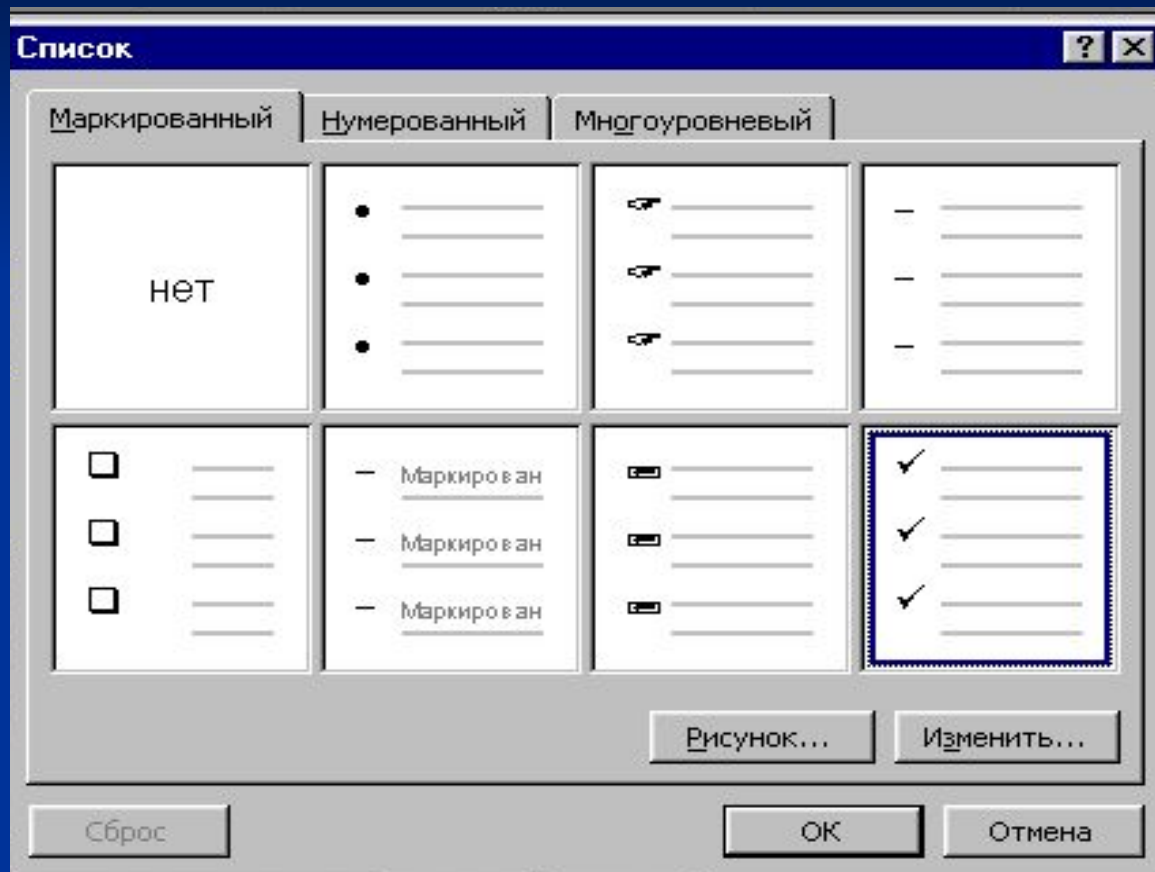 Список
Маркированный Нумерованный Многоуровневый
нет
Маркирован
Маркирован
Маркирован
Рисунок... Изменить...
Сброс ОК Отмена